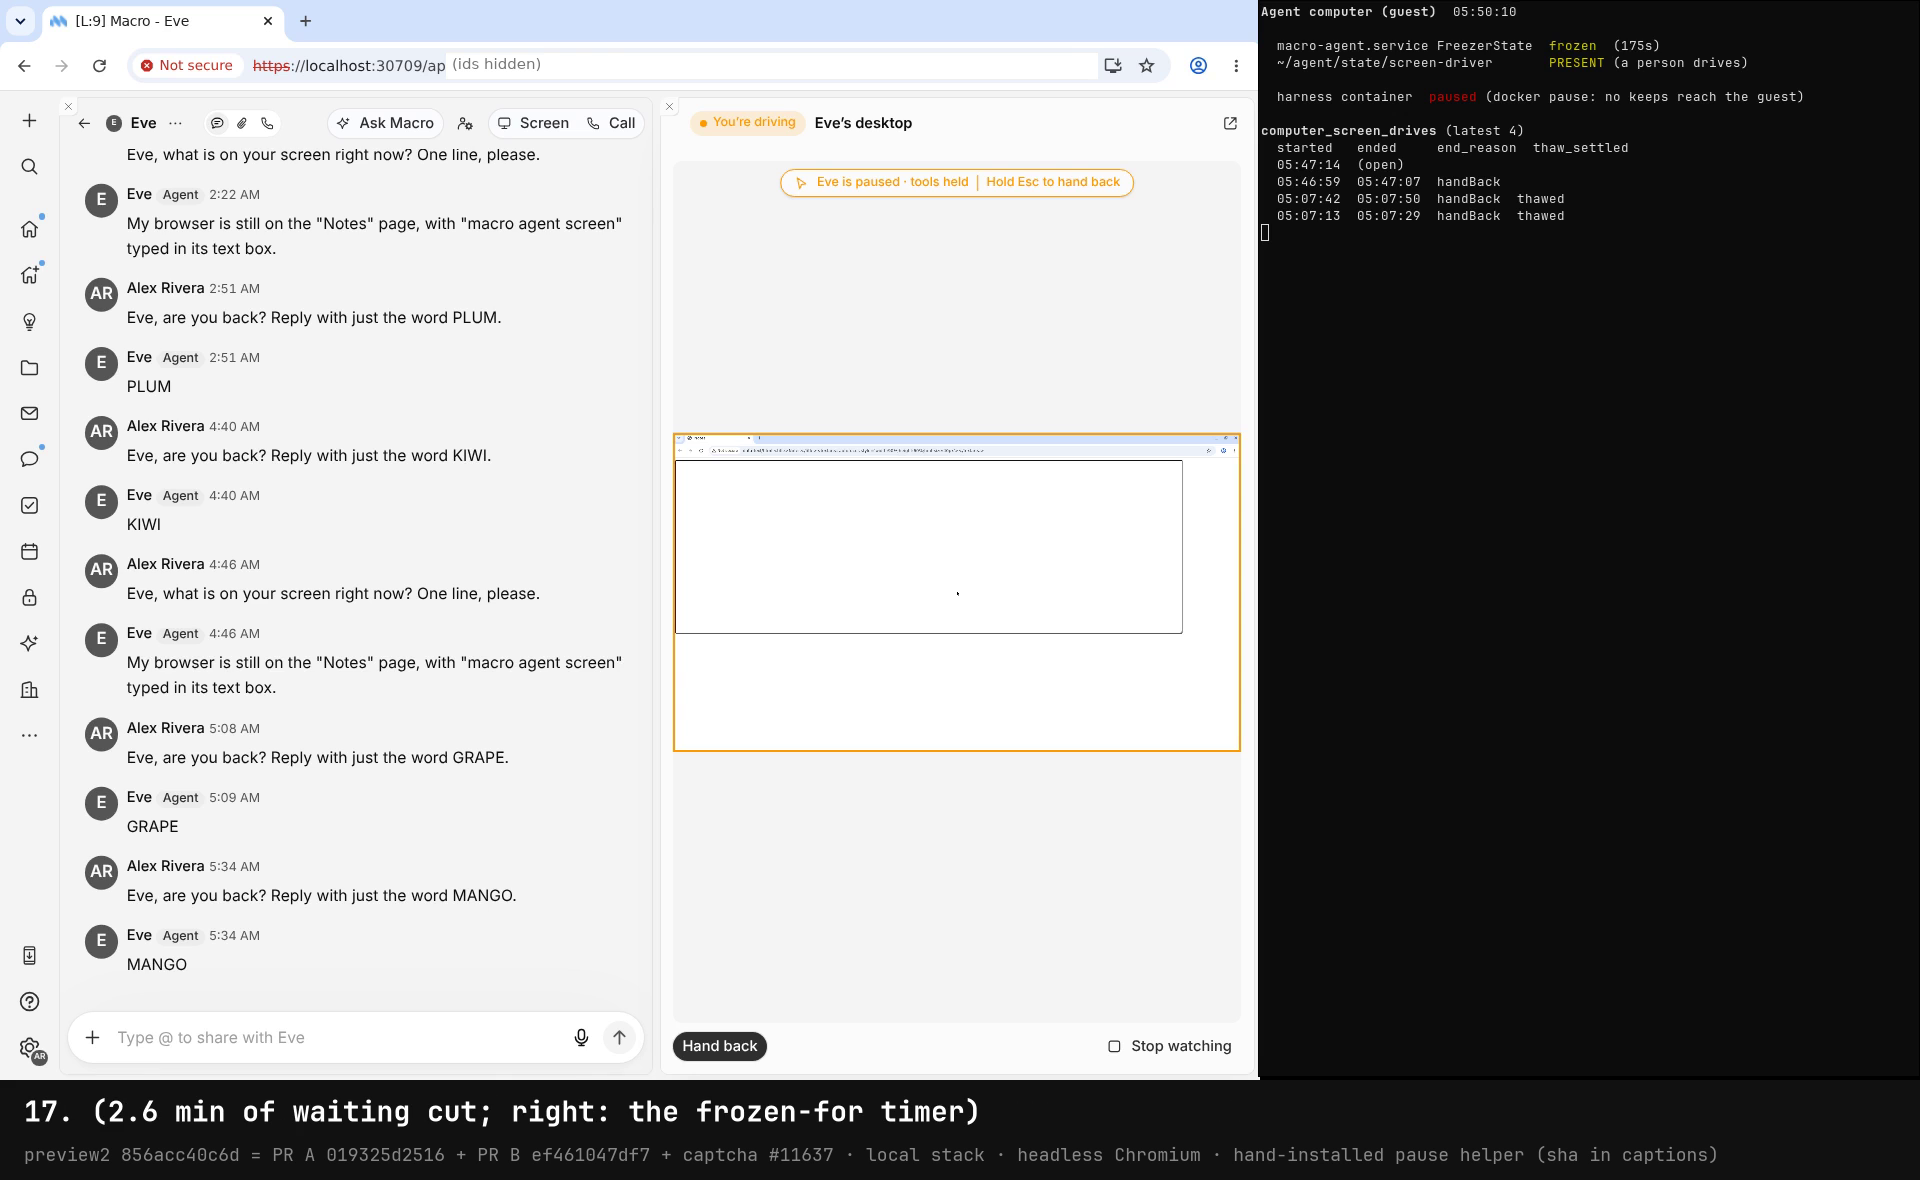 [L:9] Macro - Eve
Not secure https://localhost:30709/ap (ids hidden)
E Eve ··· Ask Macro Screen Call
Eve, what is on your screen right now? One line, please.
E Eve Agent 2:22 AM
My browser is still on the "Notes" page, with "macro agent screen"
typed in its text box.
AR Alex Rivera 2:51 AM
Eve, are you back? Reply with just the word PLUM.
E Eve Agent 2:51 AM
PLUM
AR Alex Rivera 4:40 AM
Eve, are you back? Reply with just the word KIWI.
E Eve Agent 4:40 AM
KIWI
AR Alex Rivera 4:46 AM
Eve, what is on your screen right now? One line, please.
E Eve Agent 4:46 AM
My browser is still on the "Notes" page, with "macro agent screen"
typed in its text box.
AR Alex Rivera 5:08 AM
Eve, are you back? Reply with just the word GRAPE.
E Eve Agent 5:09 AM
GRAPE
AR Alex Rivera 5:34 AM
Eve, are you back? Reply with just the word MANGO.
E Eve Agent 5:34 AM
MANGO
Type @ to share with Eve
AR
You're driving Eve's desktop
Eve is paused · tools held | Hold Esc to hand back
Hand back Stop watching
Agent computer (guest) 05:50:10
macro-agent.service FreezerState frozen (175s)
~/agent/state/screen-driver PRESENT (a person drives)
harness container paused (docker pause: no keeps reach the guest)
computer_screen_drives (latest 4)
started ended end_reason thaw_settled
05:47:14 (open)
05:46:59 05:47:07 handBack
05:07:42 05:07:50 handBack thawed
05:07:13 05:07:29 handBack thawed
17. (2.6 min of waiting cut; right: the frozen-for timer)
preview2 856acc40c6d = PR A 019325d2516 + PR B ef461047df7 + captcha #11637 · local stack · headless Chromium · hand-installed pause helper (sha in captions)